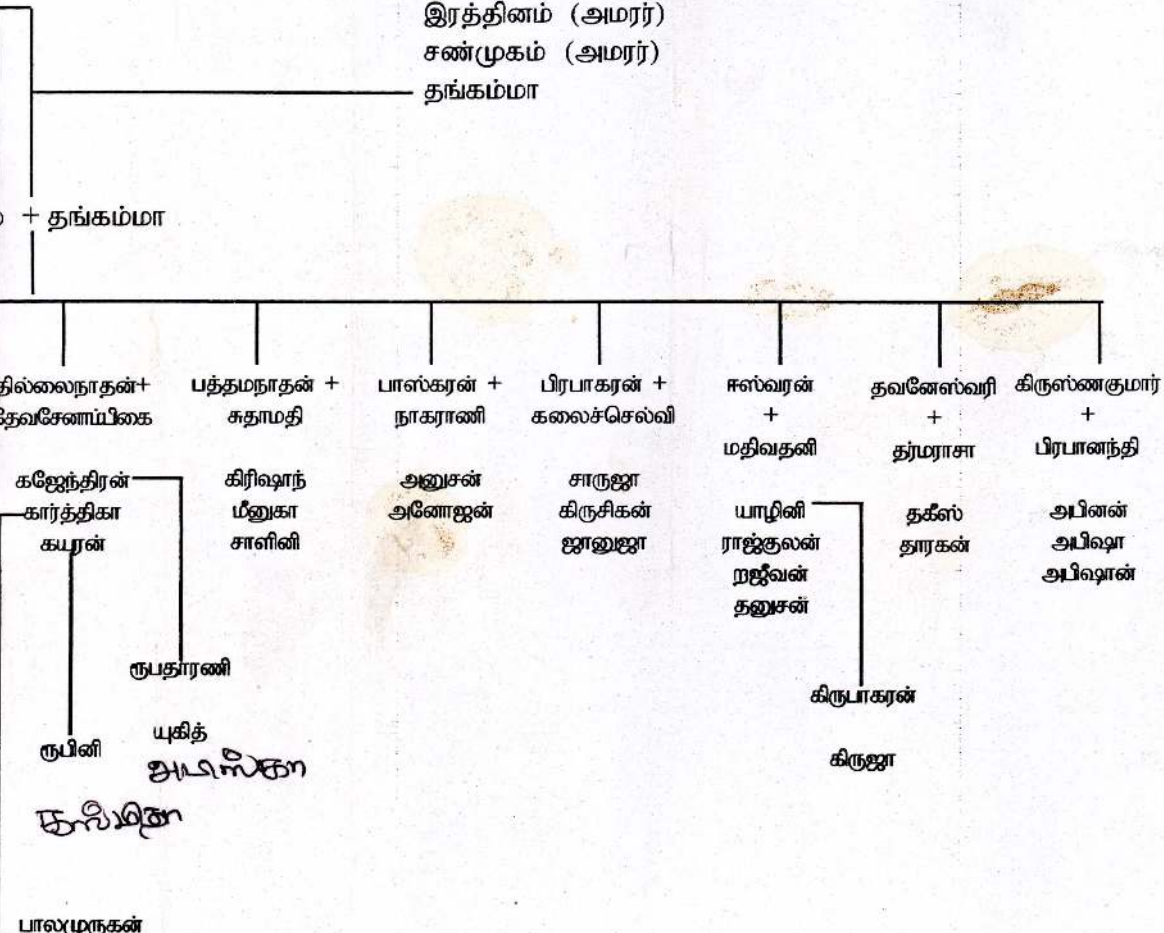 இரத்தினம் (அமரர்)
சண்முகம் (அமரர்)
தங்கம்மா
+ தங்கம்மா
தில்லைநாதன்+ பத்தமநாதன் + பாஸ்கரன் + பிரபாகரன் + ஈஸ்வரன் தவனேஸ்வரி கிருஸ்ணகுமார்
தேவசேனாப்பிகை சுதாமதி நாகராணி கலைச்செல்வி + + +
மதிவதனி தர்மராசா பிரபானந்தி
கஜேந்திரன் கிரிஷாந் அனுசன் சாருஜா
கார்த்திகா மீனுகா அனோஜன் கிருசிகன் யாழினி தகீஸ் அபினன்
கயூரன் சாளினி ஜானுஜா ராஜ்குலன் தாரகன் அபிஷா
றஜீவன் அபிஷான்
தனுசன்
ரூபதாரணி
கிருபாகரன்
யுகித்
ரூபினி கிருஜா
அபிஸ்கா
பாலமுருகன்